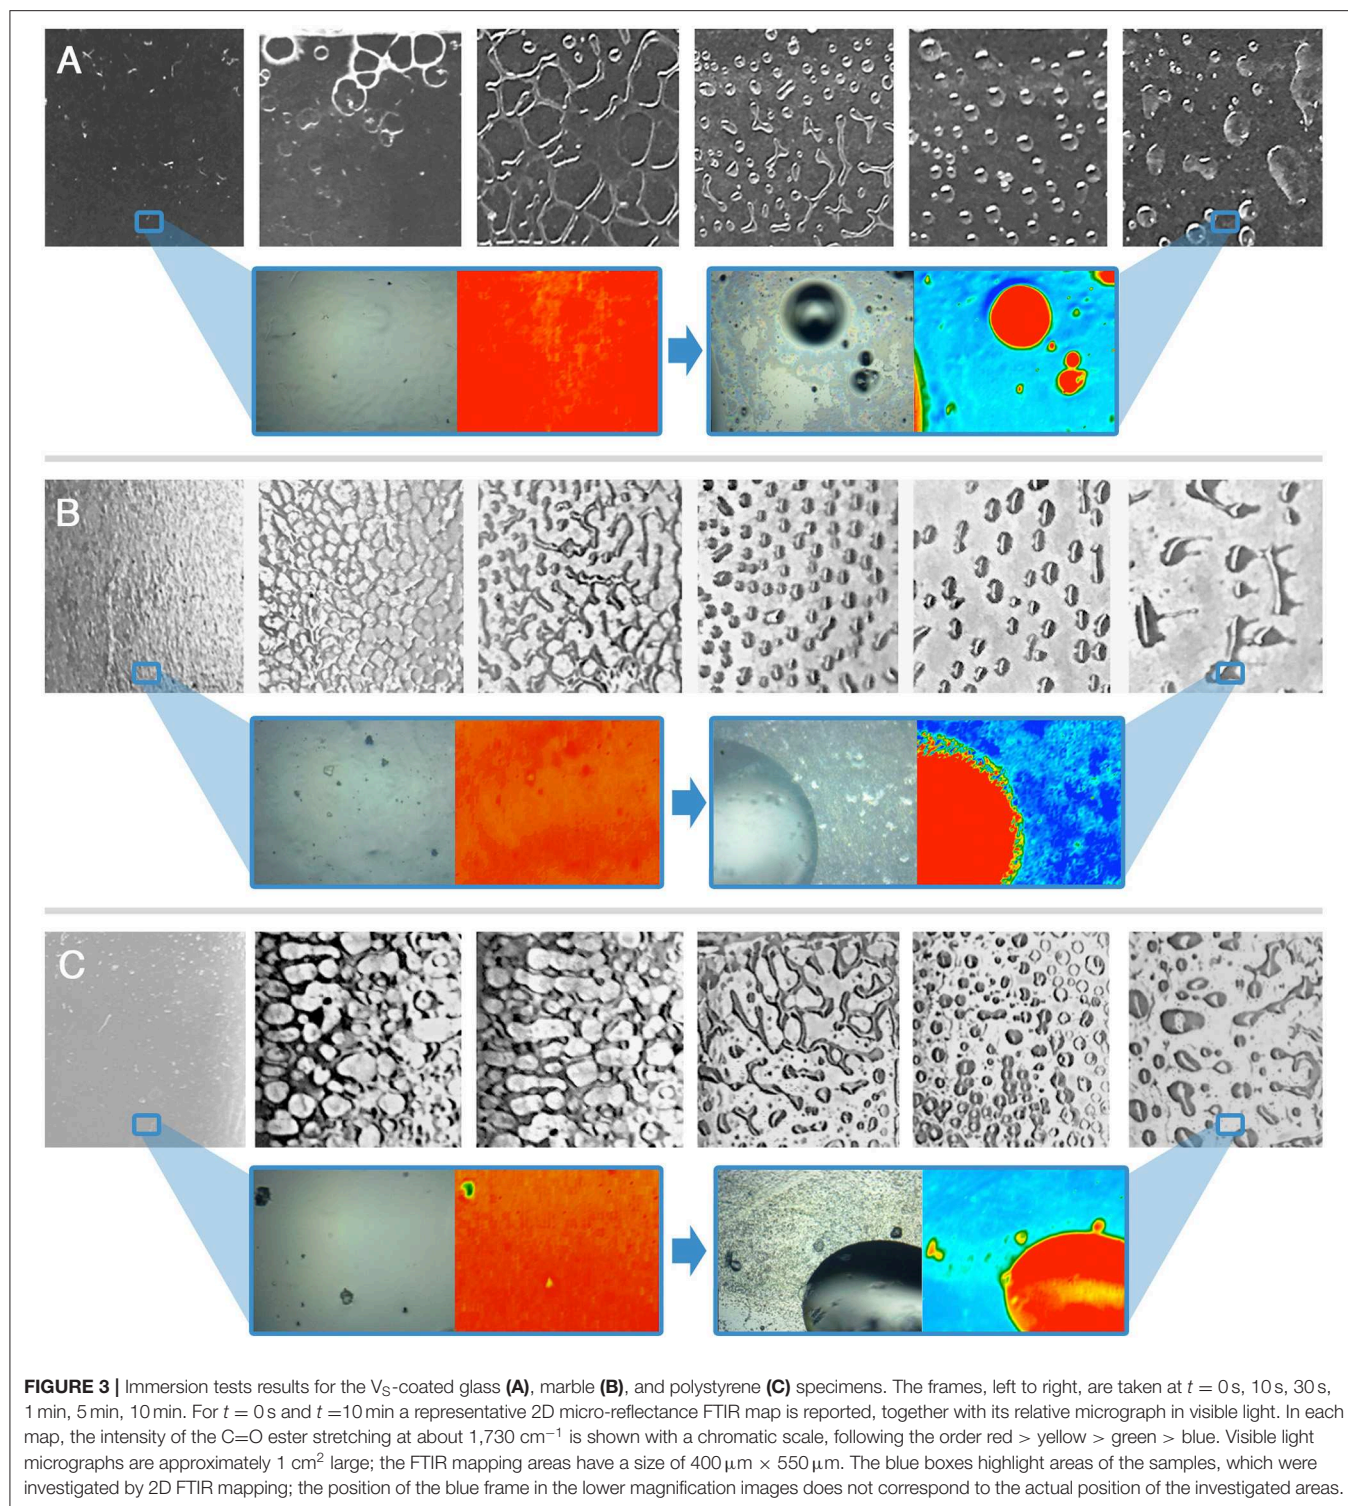 A
B
C
FIGURE 3 | Immersion tests results for the VS-coated glass (A), marble (B), and polystyrene (C) specimens. The frames, left to right, are taken at t = 0 s, 10 s, 30 s,
1 min, 5 min, 10 min. For t = 0 s and t =10 min a representative 2D micro-reflectance FTIR map is reported, together with its relative micrograph in visible light. In each
map, the intensity of the C=O ester stretching at about 1,730 cm−1 is shown with a chromatic scale, following the order red > yellow > green > blue. Visible light
micrographs are approximately 1 cm2 large; the FTIR mapping areas have a size of 400 μm × 550 μm. The blue boxes highlight areas of the samples, which were
investigated by 2D FTIR mapping; the position of the blue frame in the lower magnification images does not correspond to the actual position of the investigated areas.